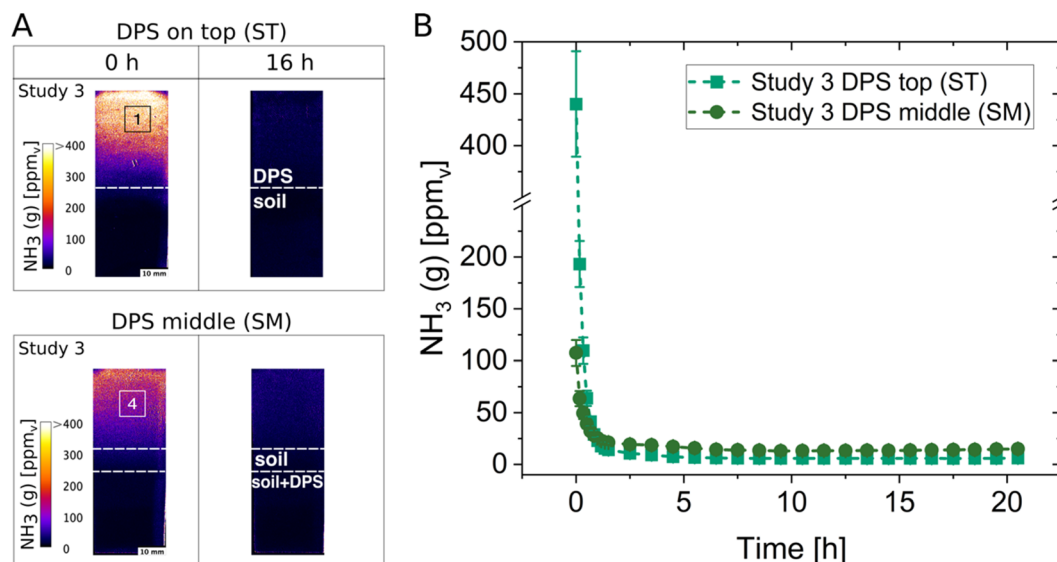 A
DPS on top (ST)
0 h
16 h
Study 3
1
NH3 (g) [ppmv]
>400
300
200
100
0
10 mm
DPS
soil
DPS middle (SM)
Study 3
4
NH3 (g) [ppmv]
>400
300
200
100
0
10 mm
soil
soil+DPS
B
500
450
400
200
150
100
50
0
NH3 (g) [ppmv]
Study 3 DPS top (ST)
Study 3 DPS middle (SM)
0
5
10
15
20
Time [h]